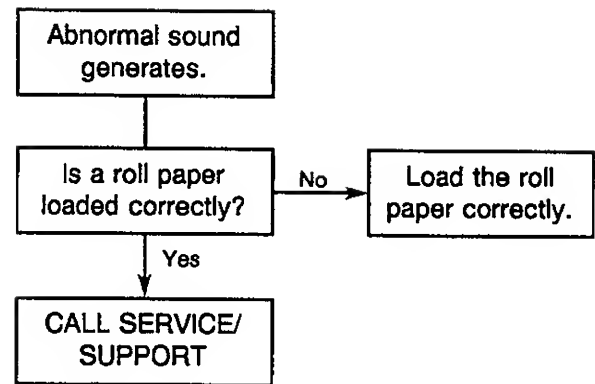 Abnormal sound
generates.
Is a roll paper
loaded correctly?
No
Load the roll
paper correctly.
Yes
CALL SERVICE/
SUPPORT